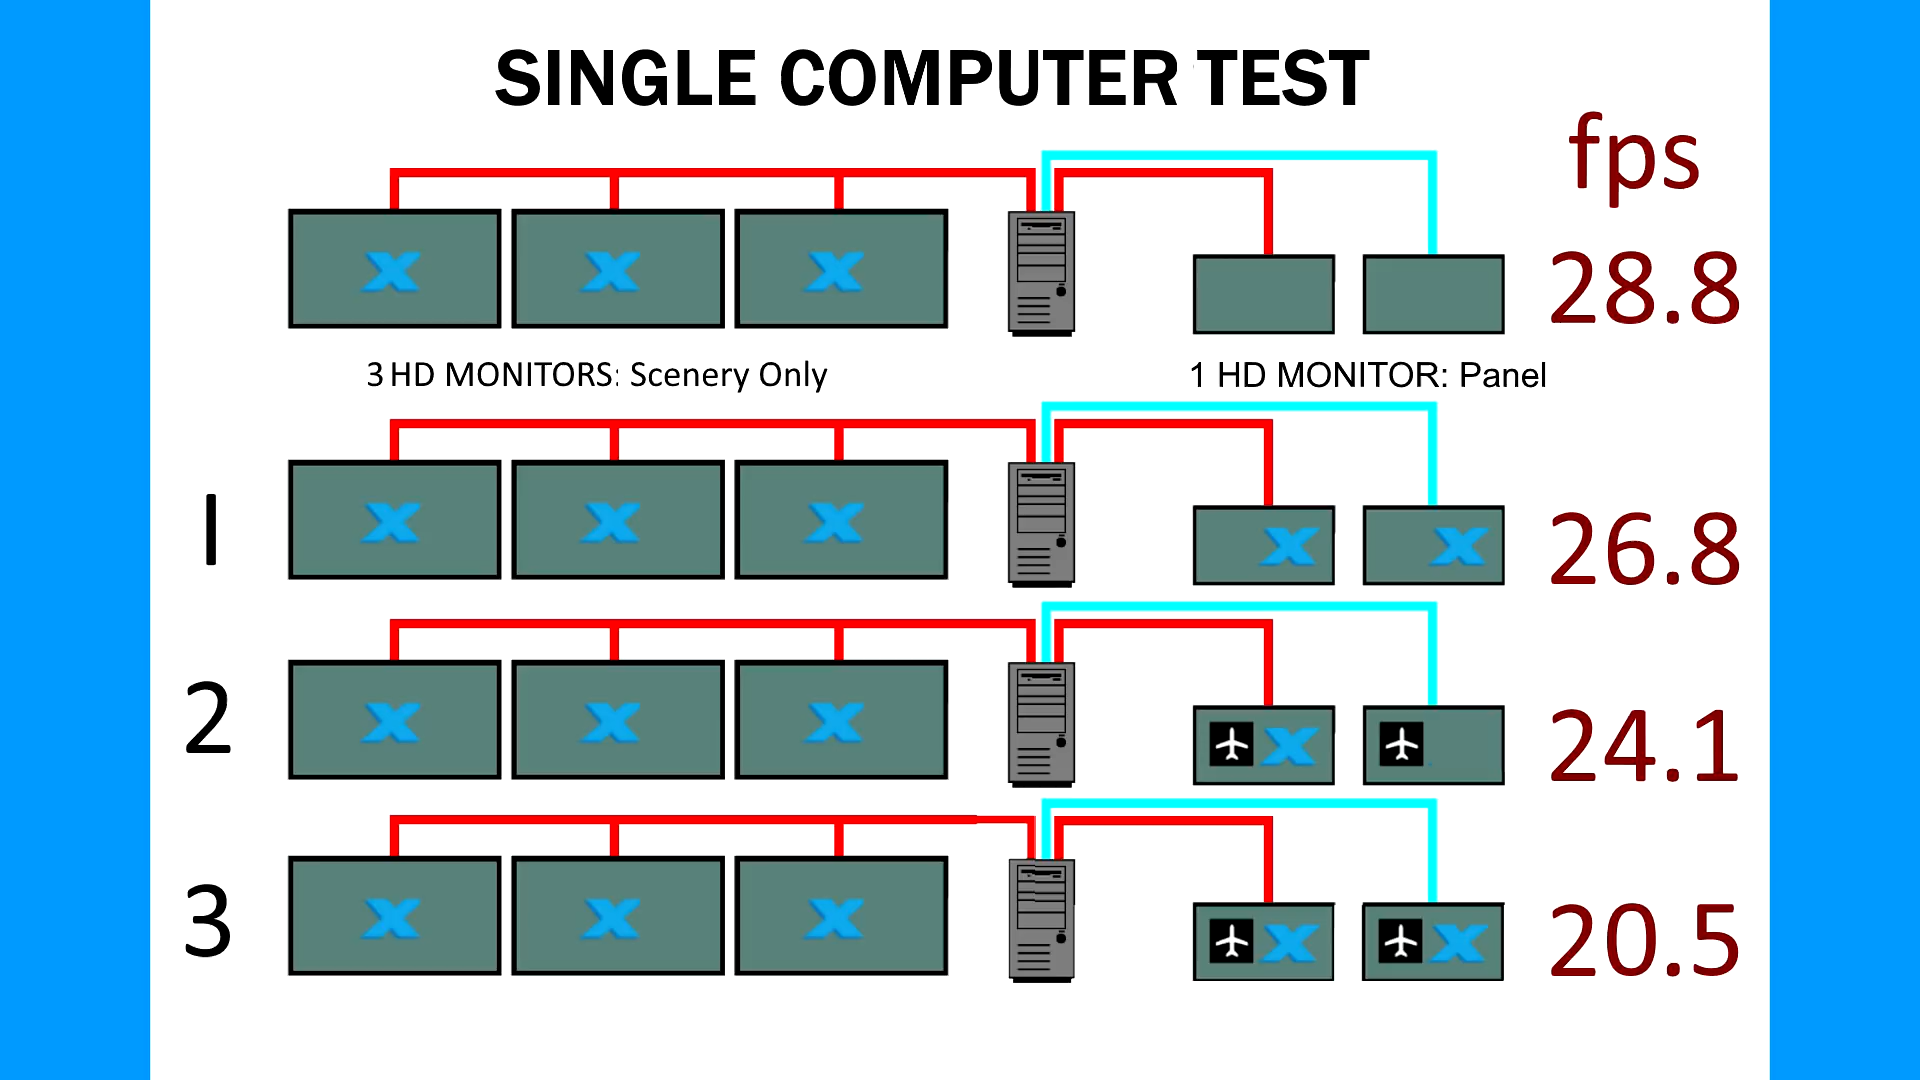 SINGLE COMPUTER TEST
fps
28.8
3 HD MONITORS: Scenery Only
1 HD MONITOR: Panel
1
26.8
2
24.1
3
20.5